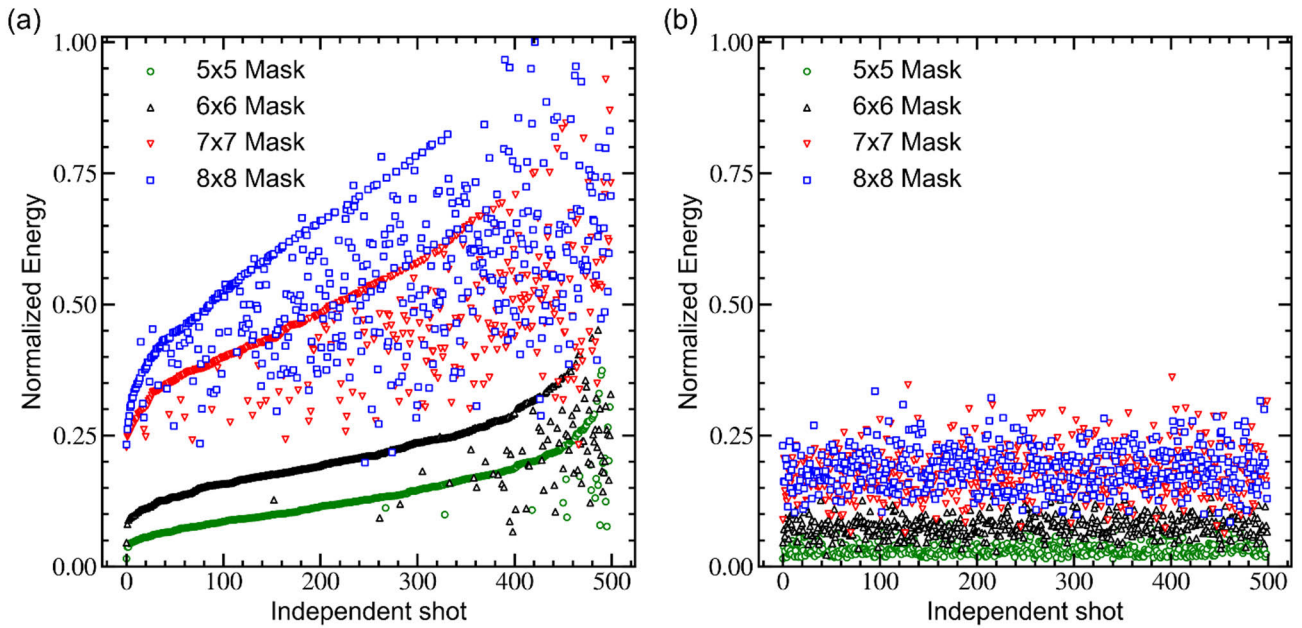 (a)
1.00
0.75
0.50
0.25
0.00
Normalized Energy
5x5 Mask
6x6 Mask
7x7 Mask
8x8 Mask
0 100 200 300 400 500
Independent shot
(b)
1.00
0.75
0.50
0.25
0.00
Normalized Energy
5x5 Mask
6x6 Mask
7x7 Mask
8x8 Mask
0 100 200 300 400 500
Independent shot